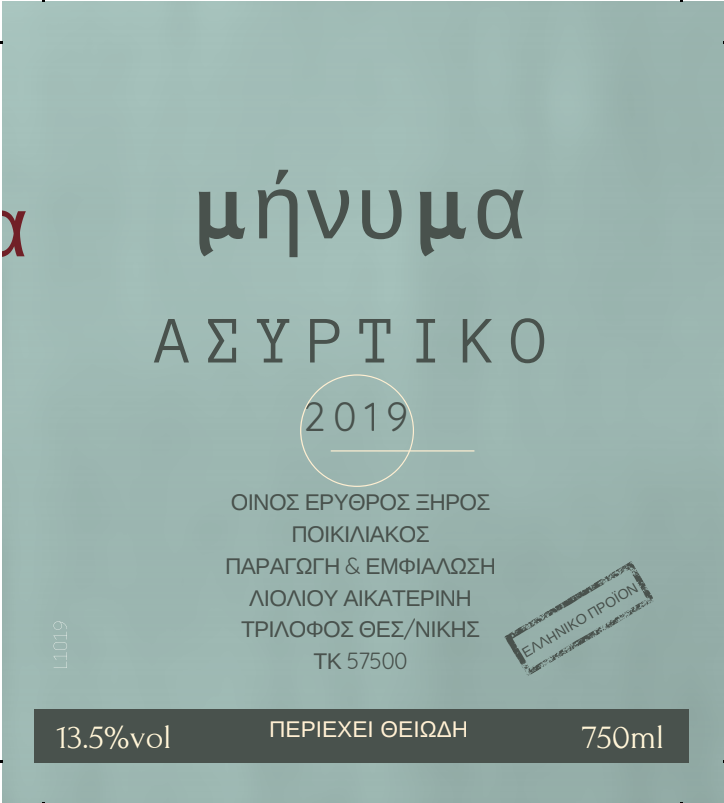 μήνυμα
ΑΣΥΡΤΙΚΟ
2019
ΟΙΝΟΣ ΕΡΥΘΡΟΣ ΞΗΡΟΣ
ΠΟΙΚΙΛΙΑΚΟΣ
ΠΑΡΑΓΩΓΗ & ΕΜΦΙΑΛΩΣΗ
ΛΙΟΛΙΟΥ ΑΙΚΑΤΕΡΙΝΗ
ΤΡΙΛΟΦΟΣ ΘΕΣ/ΝΙΚΗΣ
ΤΚ 57500
ΕΛΛΗΝΙΚΟ ΠΡΟΪΟΝ
L1019
13.5%vol
ΠΕΡΙΕΧΕΙ ΘΕΙΩΔΗ
750ml